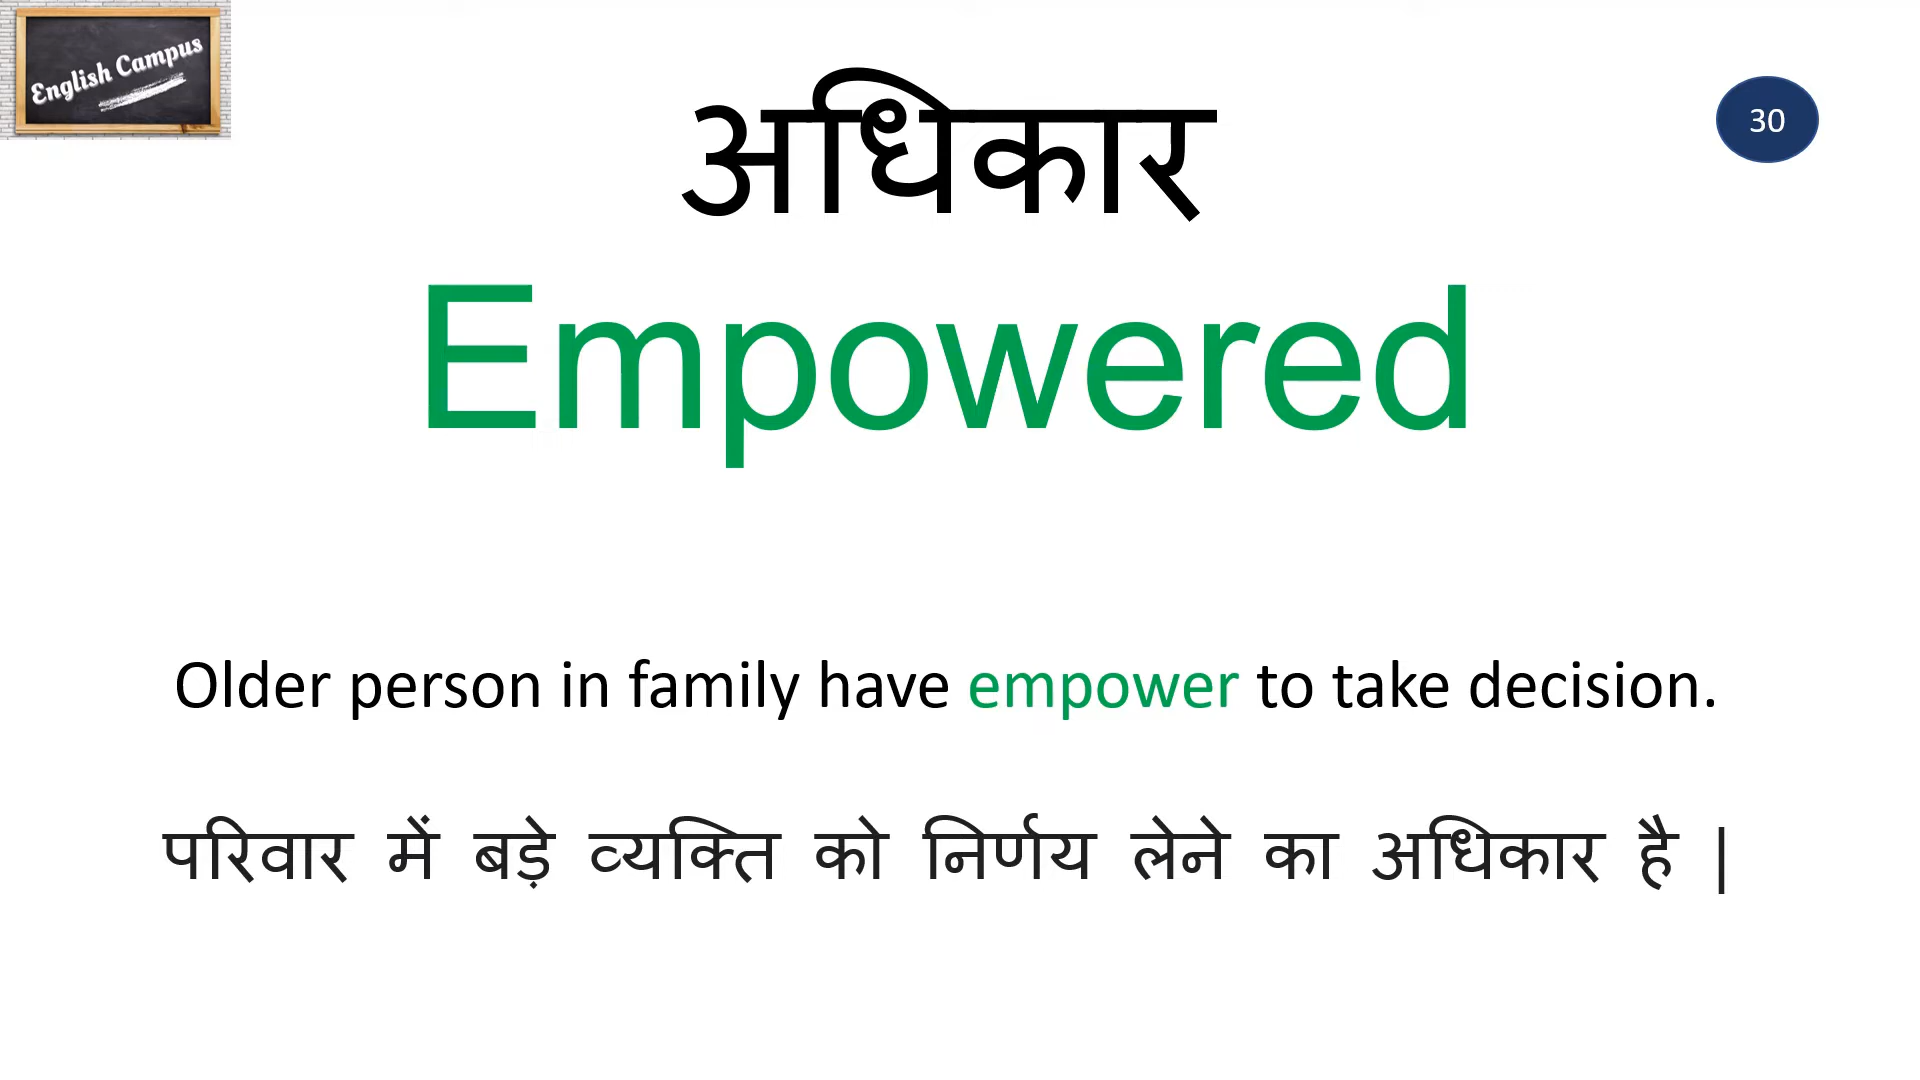 English Campus
30
अधिकार
Empowered
Older person in family have empower to take decision.
परिवार में बड़े व्यक्ति को निर्णय लेने का अधिकार है |